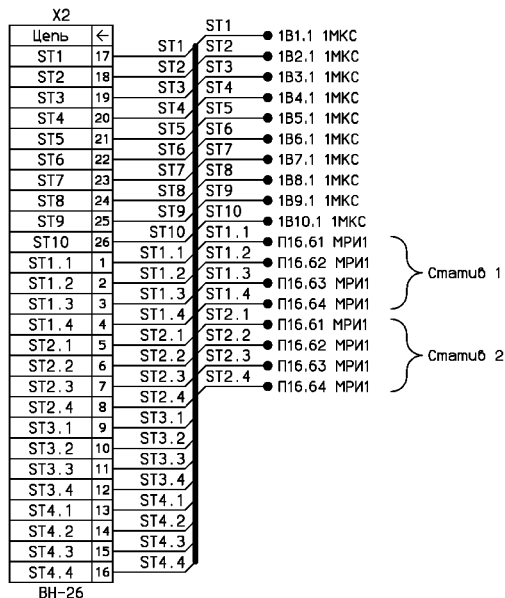 X2
Цепь ←
ST1 17
ST2 18
ST3 19
ST4 20
ST5 21
ST6 22
ST7 23
ST8 24
ST9 25
ST10 26
ST1.1 1
ST1.2 2
ST1.3 3
ST1.4 4
ST2.1 5
ST2.2 6
ST2.3 7
ST2.4 8
ST3.1 9
ST3.2 10
ST3.3 11
ST3.4 12
ST4.1 13
ST4.2 14
ST4.3 15
ST4.4 16
BH-26
ST1
ST2
ST3
ST4
ST5
ST6
ST7
ST8
ST9
ST10
ST1.1
ST1.2
ST1.3
ST1.4
ST2.1
ST2.2
ST2.3
ST2.4
ST3.1
ST3.2
ST3.3
ST3.4
ST4.1
ST4.2
ST4.3
ST4.4
ST1 1В1.1 1МКС
ST2 1В2.1 1МКС
ST3 1В3.1 1МКС
ST4 1В4.1 1МКС
ST5 1В5.1 1МКС
ST6 1В6.1 1МКС
ST7 1В7.1 1МКС
ST8 1В8.1 1МКС
ST9 1В9.1 1МКС
ST10 1В10.1 1МКС
ST1.1 П16.61 МРИ1
ST1.2 П16.62 МРИ1
ST1.3 П16.63 МРИ1
ST1.4 П16.64 МРИ1
Статив 1
ST2.1 П16.61 МРИ1
ST2.2 П16.62 МРИ1
ST2.3 П16.63 МРИ1
ST2.4 П16.64 МРИ1
Статив 2